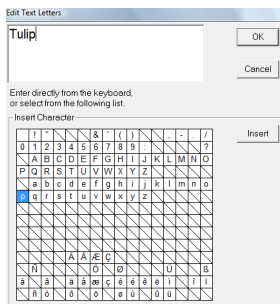 Edit Text Letters
Tulip
OK
Cancel
Enter directly from the keyboard,
or select from the following list.
Insert Character
Insert
! " & ' ( ) , - . /
0 1 2 3 4 5 6 7 8 9 : ?
A B C D E F G H I J K L M N O
P Q R S T U V W X Y Z
a b c d e f g h i j k l m n o
p q r s t u v w x y z
Ä Å Æ Ç
Ñ Ö Ø Ü ß
à â ä å æ ç è é ê ë ì î
ñ ò ô ö ø ù û ü